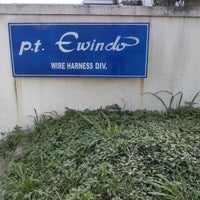 p.t. Ewindo
WIRE HARNESS DIV.